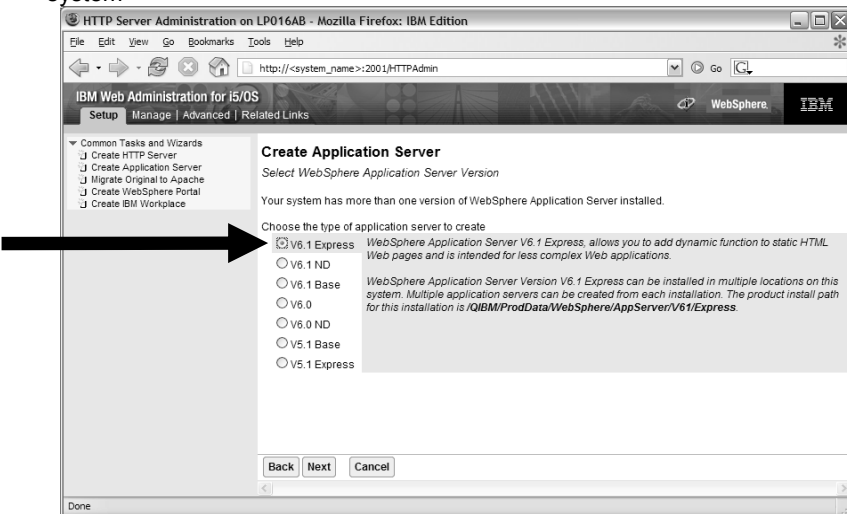 system
HTTP Server Administration on LP016AB - Mozilla Firefox: IBM Edition
File Edit View Go Bookmarks Tools Help
http://<system_name>:2001/HTTPAdmin
Go
IBM Web Administration for i5/OS
Setup Manage | Advanced | Related Links
WebSphere.
IBM
Common Tasks and Wizards
Create HTTP Server
Create Application Server
Migrate Original to Apache
Create WebSphere Portal
Create IBM Workplace
Create Application Server
Select WebSphere Application Server Version
Your system has more than one version of WebSphere Application Server installed.
Choose the type of application server to create
V6.1 Express
V6.1 ND
V6.1 Base
V6.0
V6.0 ND
V5.1 Base
V5.1 Express
WebSphere Application Server V6.1 Express, allows you to add dynamic function to static HTML
Web pages and is intended for less complex Web applications.
WebSphere Application Server Version V6.1 Express can be installed in multiple locations on this
system. Multiple application servers can be created from each installation. The product install path
for this installation is /QIBM/ProdData/WebSphere/AppServer/V61/Express.
Back Next Cancel
Done